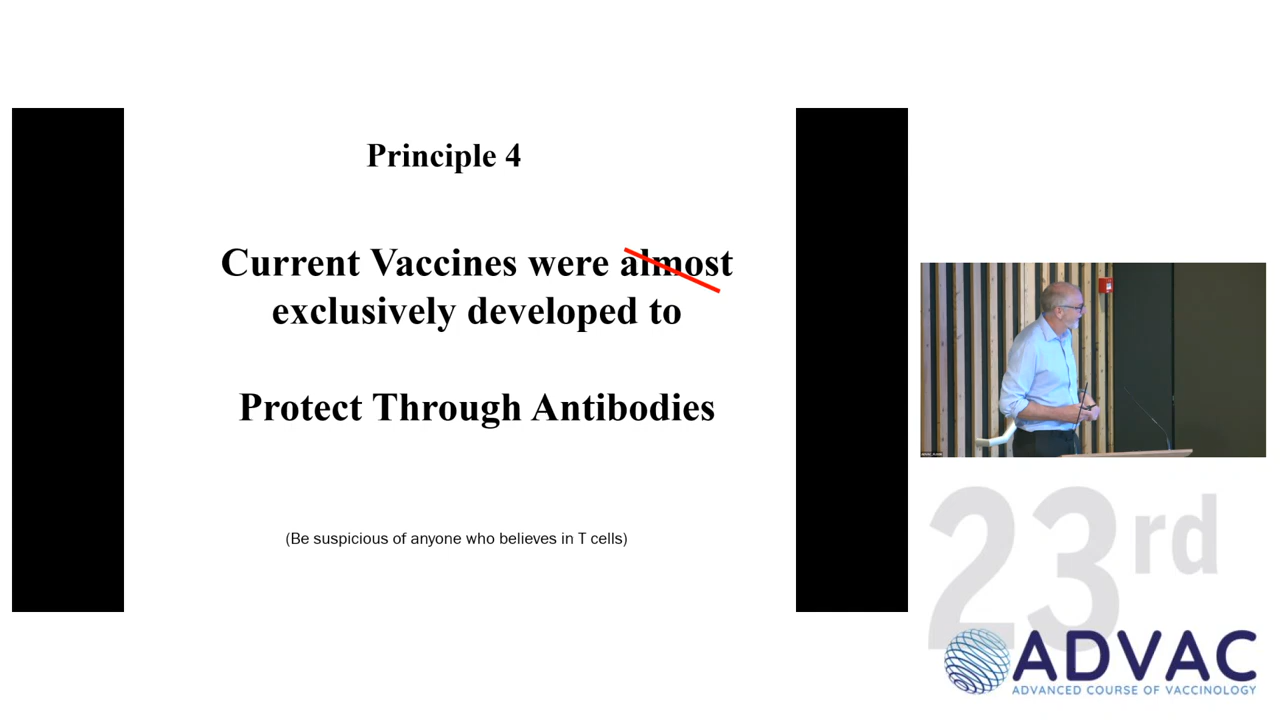 Principle 4
Current Vaccines were almost
exclusively developed to
Protect Through Antibodies
(Be suspicious of anyone who believes in T cells)
23rd
ADVAC
ADVANCED COURSE OF VACCINOLOGY